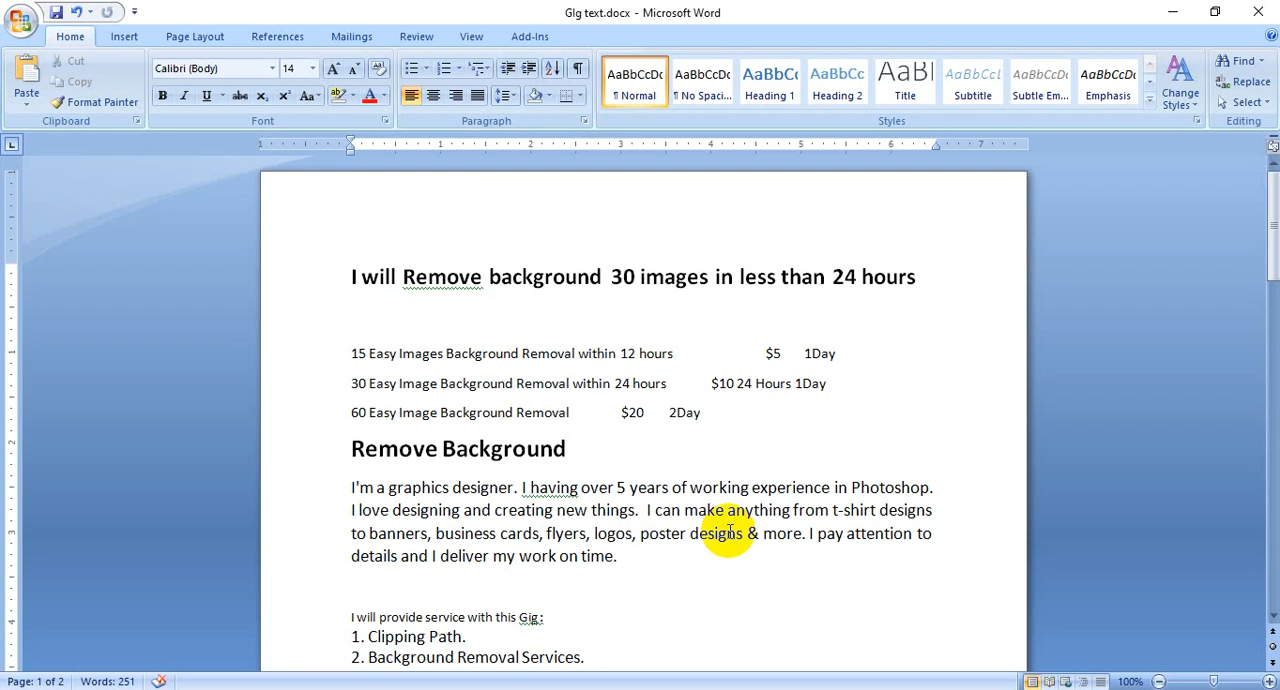 GIg text.docx - Microsoft Word
Home Insert Page Layout References Mailings Review View Add-Ins
Paste
Cut
Copy
Format Painter
Clipboard
Calibri (Body) 14
Font
Paragraph
AaBbCcDc AaBbCcDc AaBbCc AaBbCc AaBl AaBbCcL AaBbCcDc AaBbCcDc
¶ Normal ¶ No Spaci... Heading 1 Heading 2 Title Subtitle Subtle Em... Emphasis
Change Styles
Styles
Find
Replace
Select
Editing
I will Remove background 30 images in less than 24 hours
15 Easy Images Background Removal within 12 hours $5 1Day
30 Easy Image Background Removal within 24 hours $10 24 Hours 1Day
60 Easy Image Background Removal $20 2Day
Remove Background
I'm a graphics designer. I having over 5 years of working experience in Photoshop.
I love designing and creating new things. I can make anything from t-shirt designs
to banners, business cards, flyers, logos, poster designs & more. I pay attention to
details and I deliver my work on time.
I will provide service with this Gig:
1. Clipping Path.
2. Background Removal Services.
Page: 1 of 2 Words: 251 100%